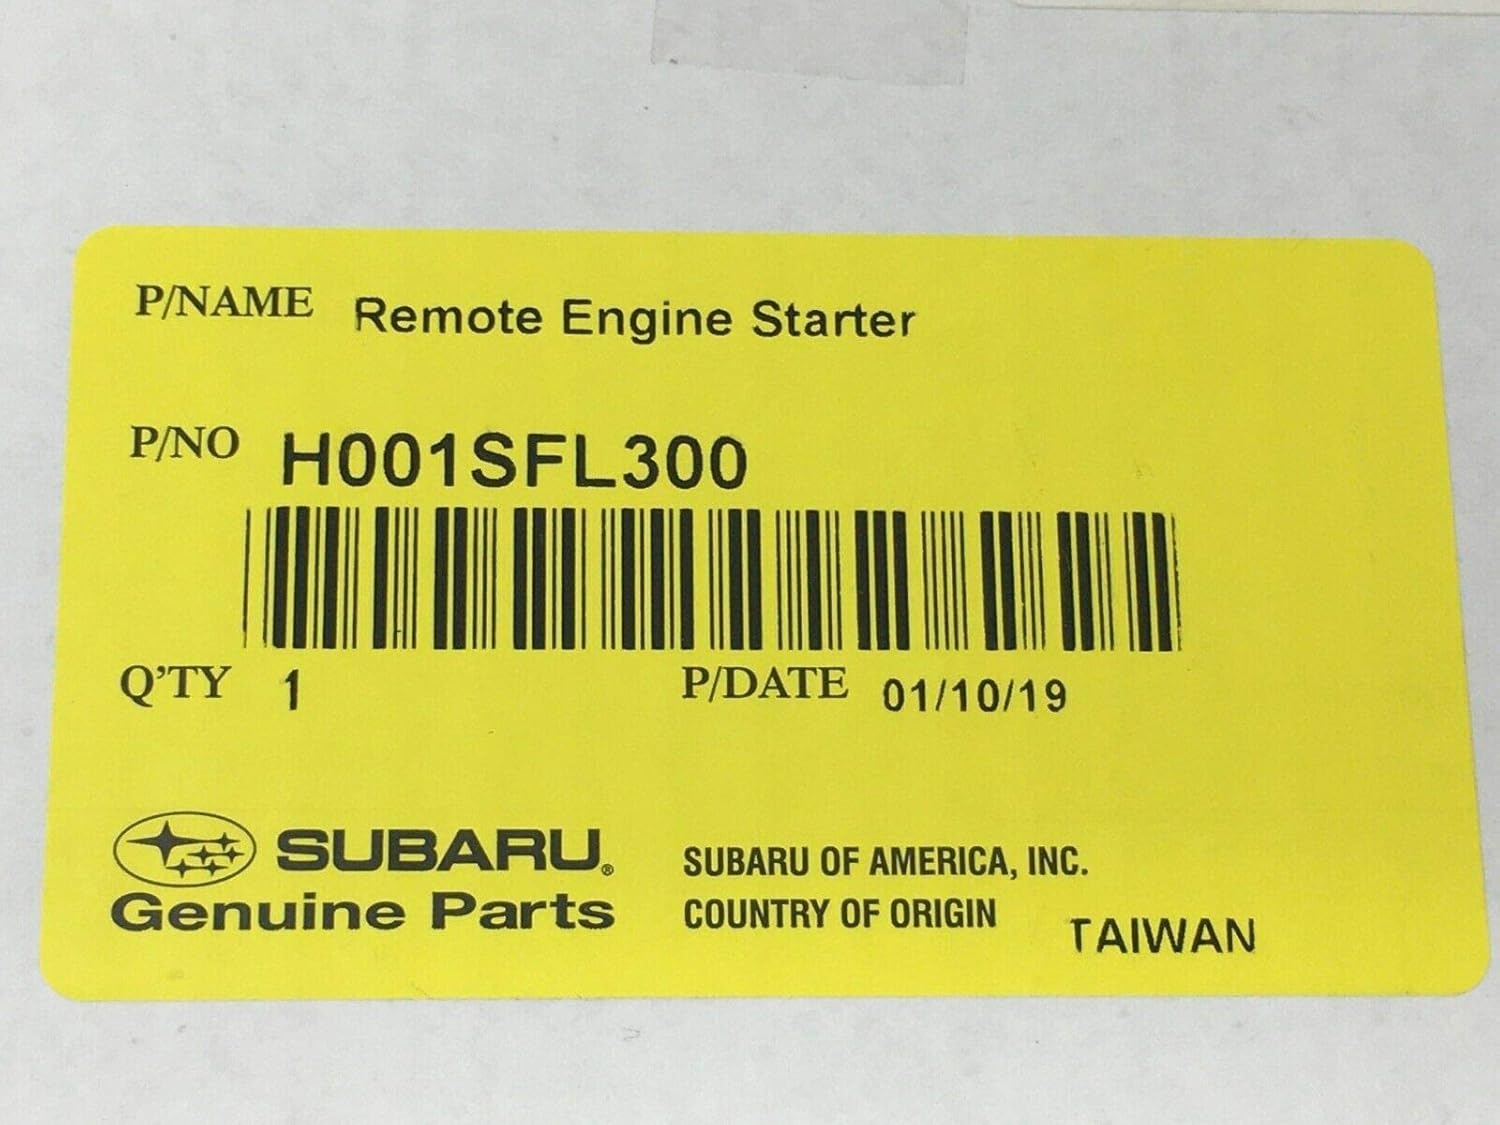 P/NAME Remote Engine Starter
P/NO H001SFL300
Q'TY 1 P/DATE 01/10/19
SUBARU®
Genuine Parts
SUBARU OF AMERICA, INC.
COUNTRY OF ORIGIN TAIWAN